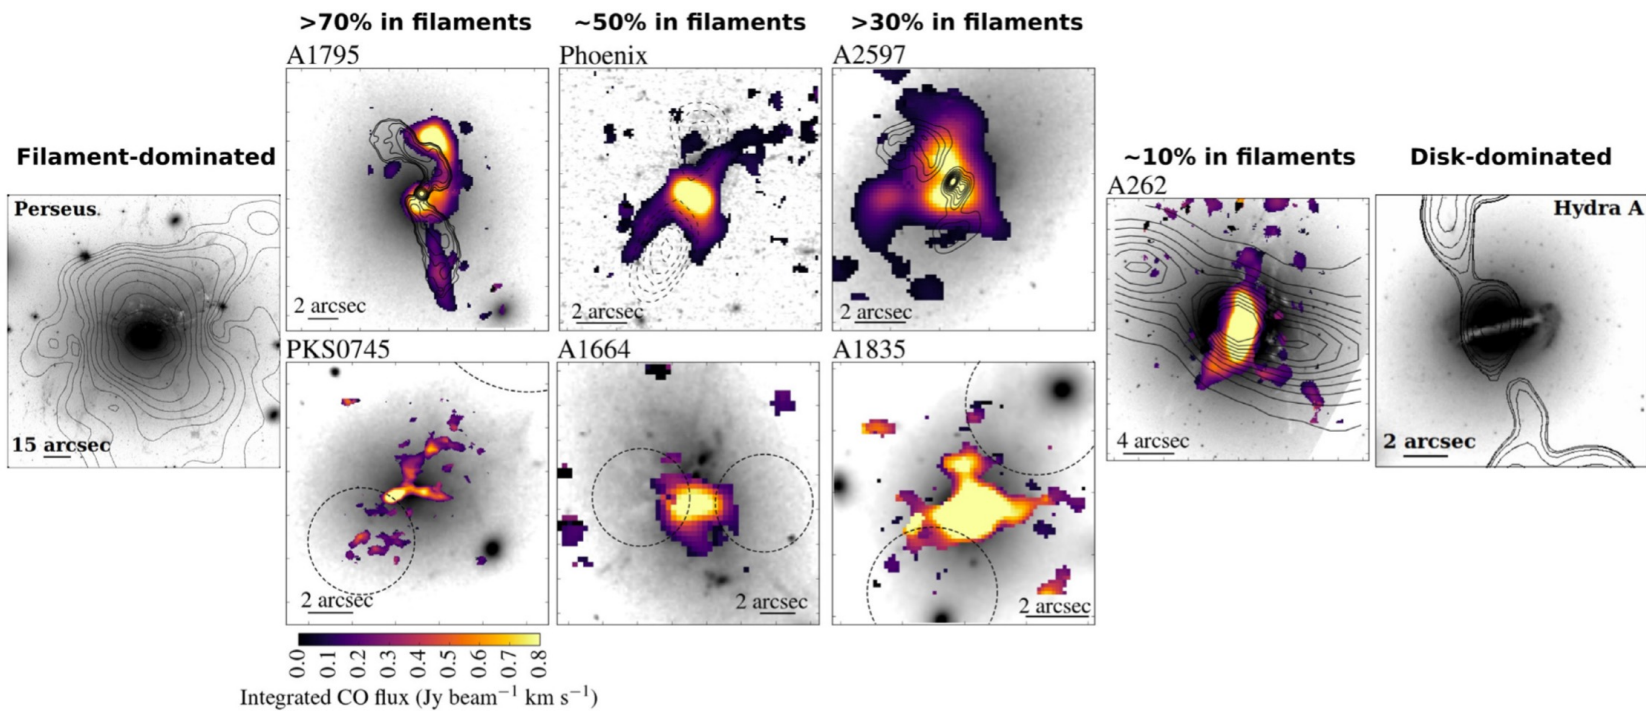 >70% in filaments
~50% in filaments
>30% in filaments
A1795
Phoenix
A2597
Filament-dominated
~10% in filaments
Disk-dominated
A262
Perseus
Hydra A
2 arcsec
2 arcsec
2 arcsec
PKS0745
A1664
A1835
15 arcsec
4 arcsec
2 arcsec
2 arcsec
2 arcsec
2 arcsec
0.0
0.1
0.2
0.3
0.4
0.5
0.6
0.7
0.8
Integrated CO flux (Jy beam⁻¹ km s⁻¹)